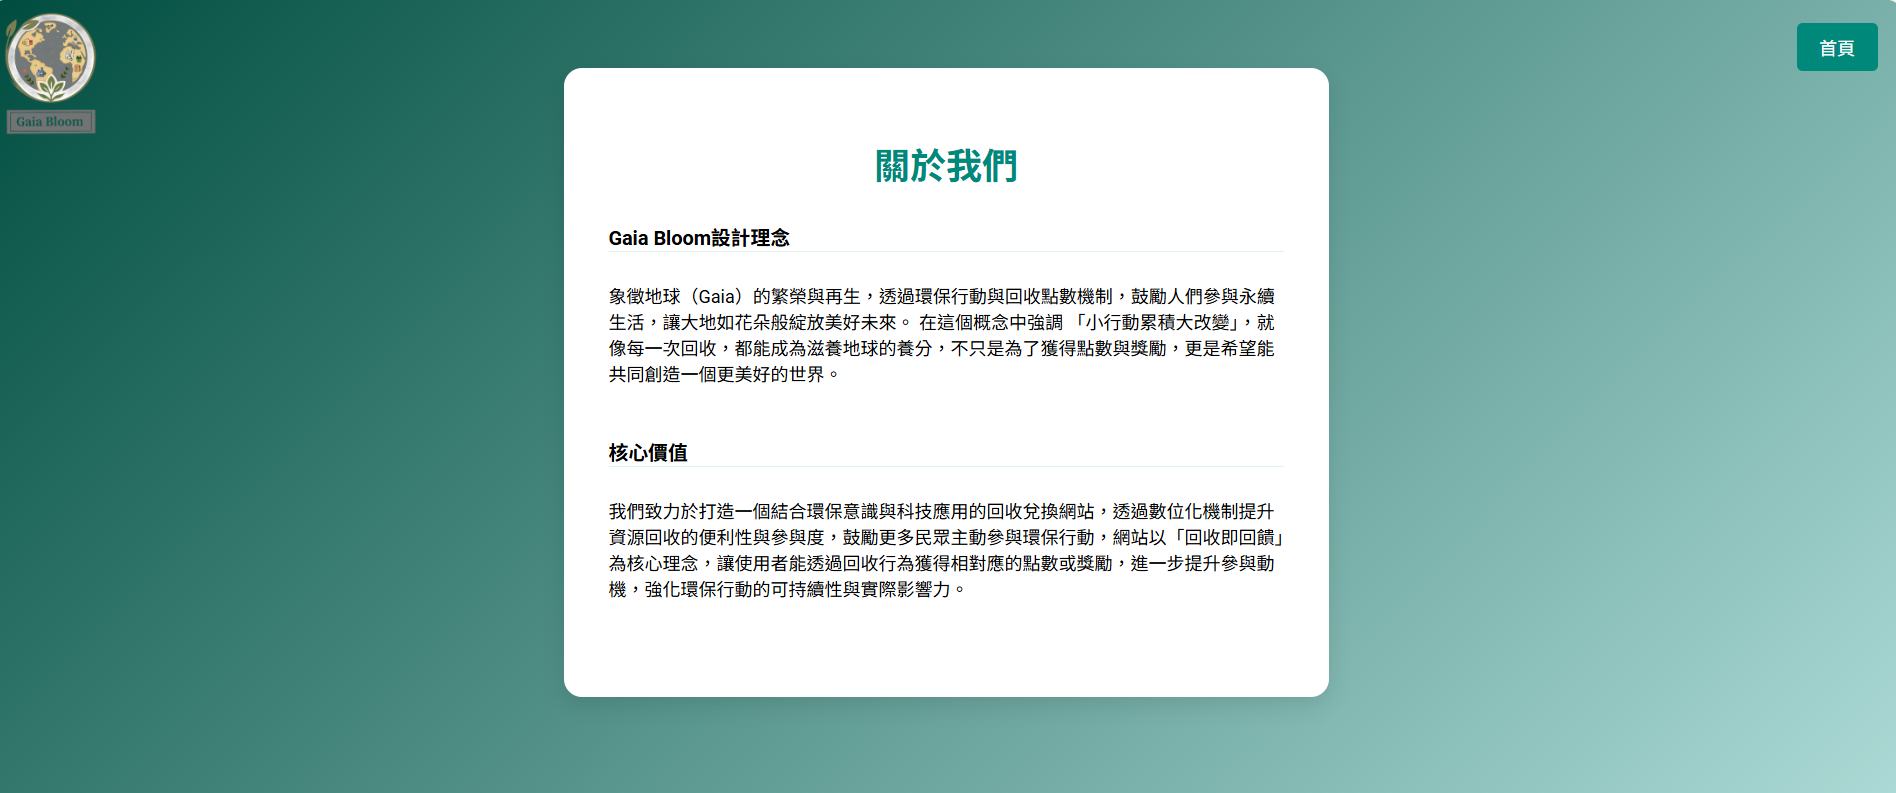 Gaia Bloom
首頁
關於我們
Gaia Bloom設計理念
象徵地球（Gaia）的繁榮與再生，透過環保行動與回收點數機制，鼓勵人們參與永續
生活，讓大地如花朵般綻放美好未來。 在這個概念中強調 「小行動累積大改變」，就
像每一次回收，都能成為滋養地球的養分，不只是為了獲得點數與獎勵，更是希望能
共同創造一個更美好的世界。
核心價值
我們致力於打造一個結合環保意識與科技應用的回收兌換網站，透過數位化機制提升
資源回收的便利性與參與度，鼓勵更多民眾主動參與環保行動，網站以「回收即回饋」
為核心理念，讓使用者能透過回收行為獲得相對應的點數或獎勵，進一步提升參與動
機，強化環保行動的可持續性與實際影響力。